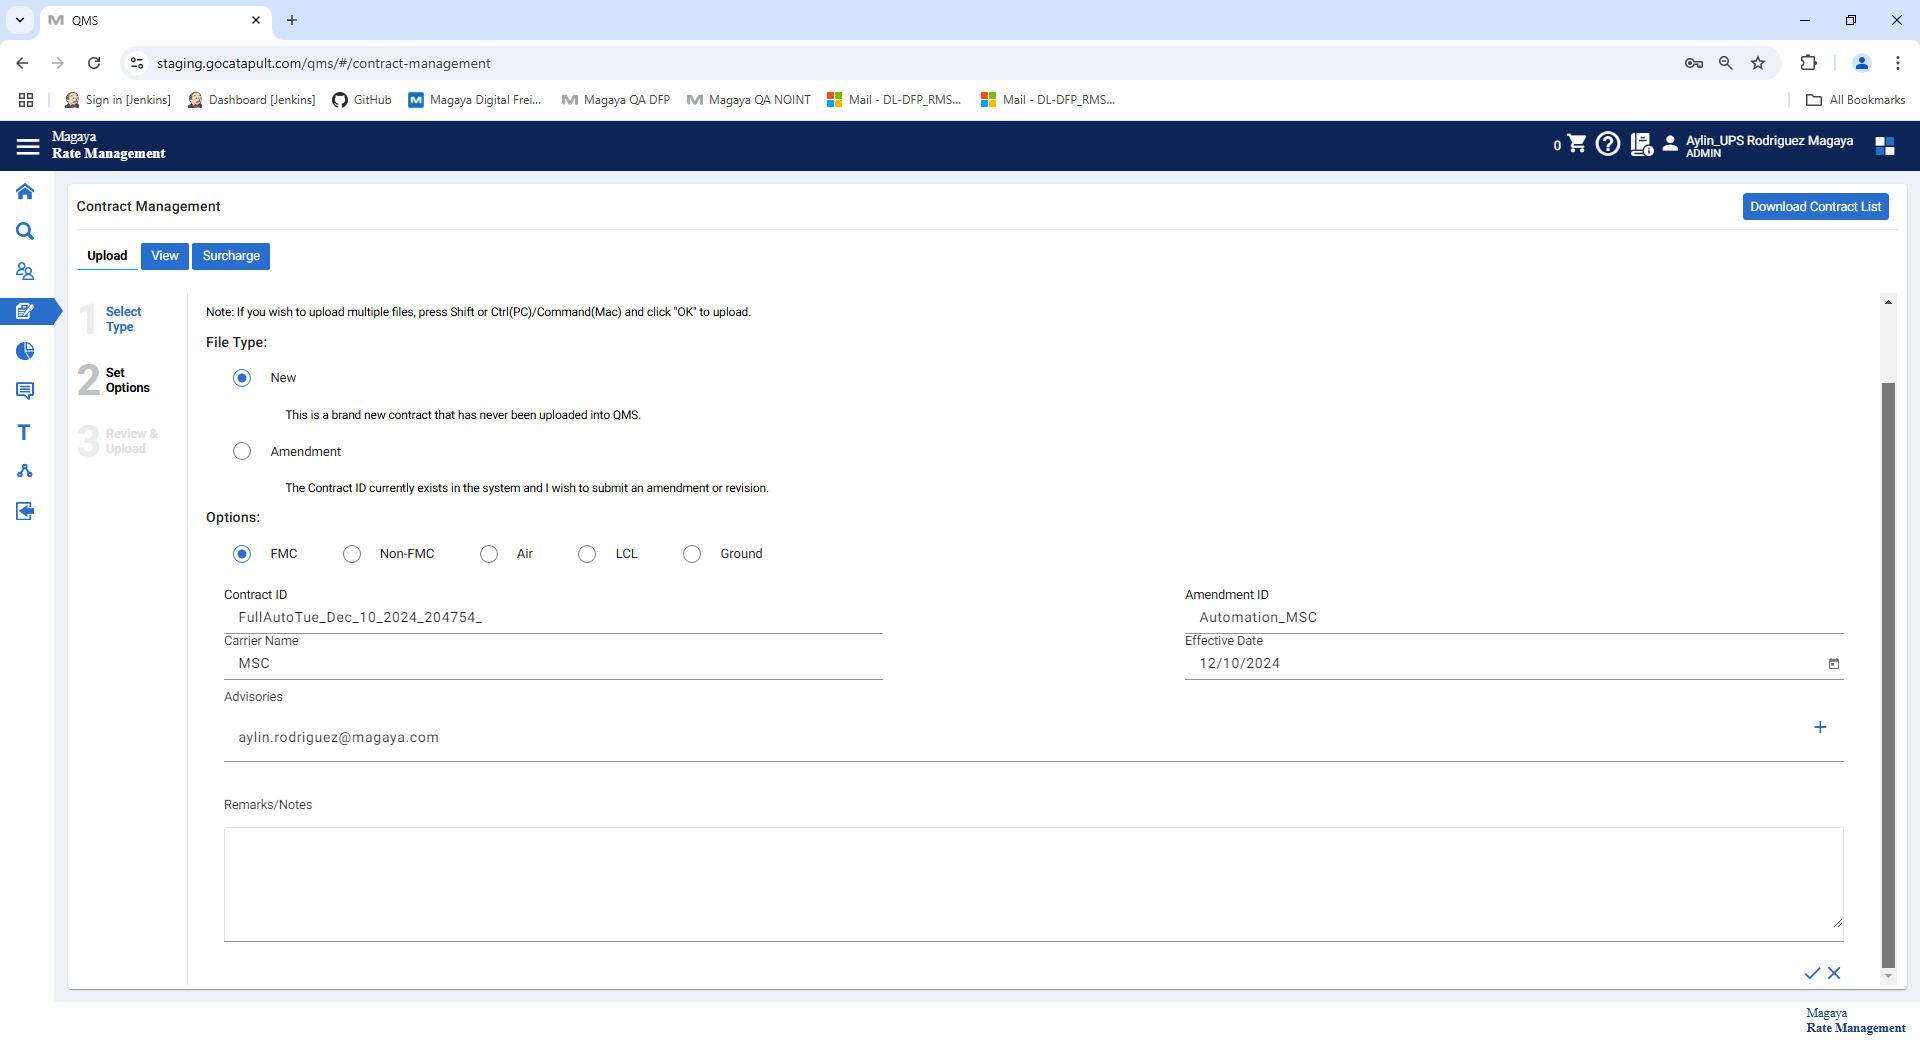 QMS
staging.gocatapult.com/qms/#/contract-management
Sign in [Jenkins]
Dashboard [Jenkins]
GitHub
Magaya Digital Frei...
Magaya QA DFP
Magaya QA NOINT
Mail - DL-DFP_RMS...
Mail - DL-DFP_RMS...
All Bookmarks
Magaya
Rate Management
0
Aylin_UPS Rodriguez Magaya
ADMIN
Contract Management
Download Contract List
Upload
View
Surcharge
1 Select
Type
2 Set
Options
3 Review &
Upload
Note: If you wish to upload multiple files, press Shift or Ctrl(PC)/Command(Mac) and click "OK" to upload.
File Type:
New
This is a brand new contract that has never been uploaded into QMS.
Amendment
The Contract ID currently exists in the system and I wish to submit an amendment or revision.
Options:
FMC
Non-FMC
Air
LCL
Ground
Contract ID
FullAutoTue_Dec_10_2024_204754_
Amendment ID
Automation_MSC
Carrier Name
MSC
Effective Date
12/10/2024
Advisories
aylin.rodriguez@magaya.com
Remarks/Notes
Magaya
Rate Management